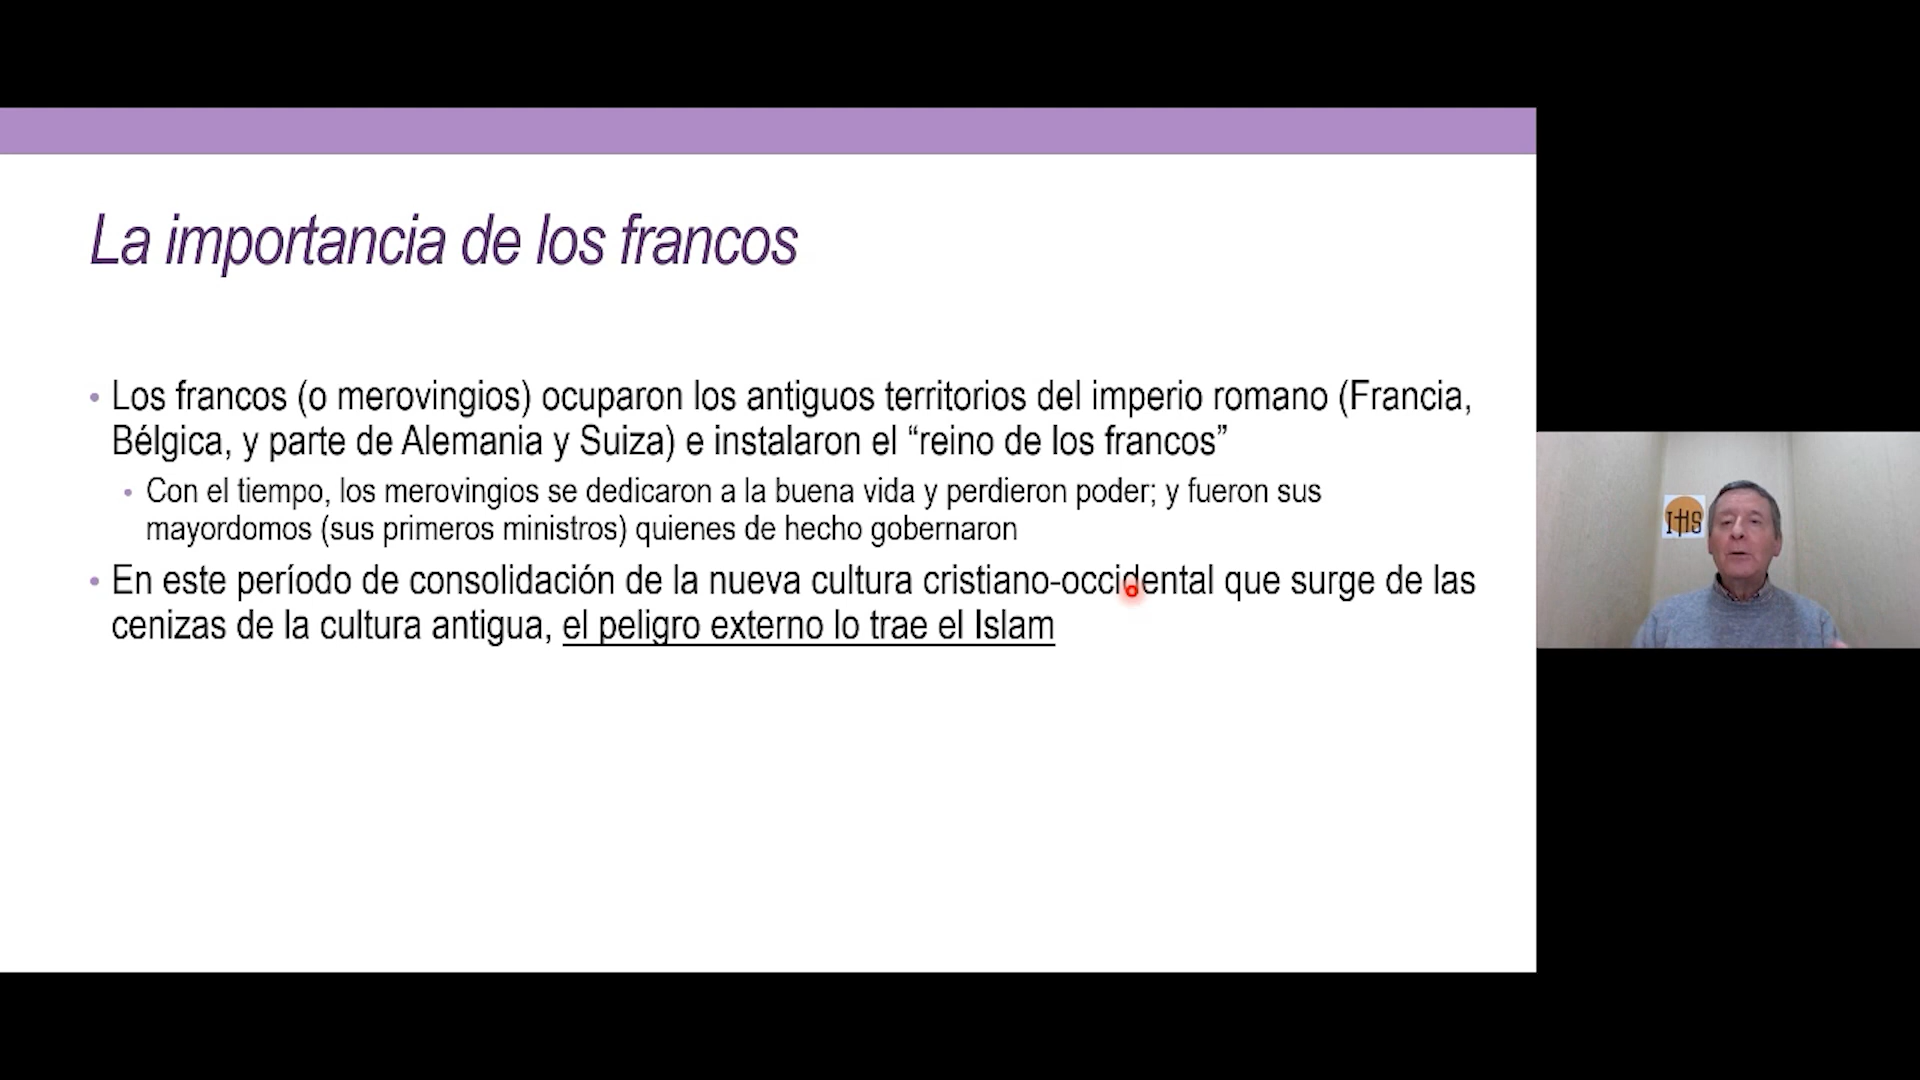 La importancia de los francos
• Los francos (o merovingios) ocuparon los antiguos territorios del imperio romano (Francia,
Bélgica, y parte de Alemania y Suiza) e instalaron el “reino de los francos”
• Con el tiempo, los merovingios se dedicaron a la buena vida y perdieron poder; y fueron sus
mayordomos (sus primeros ministros) quienes de hecho gobernaron
• En este período de consolidación de la nueva cultura cristiano-occidental que surge de las
cenizas de la cultura antigua, el peligro externo lo trae el Islam
IHS